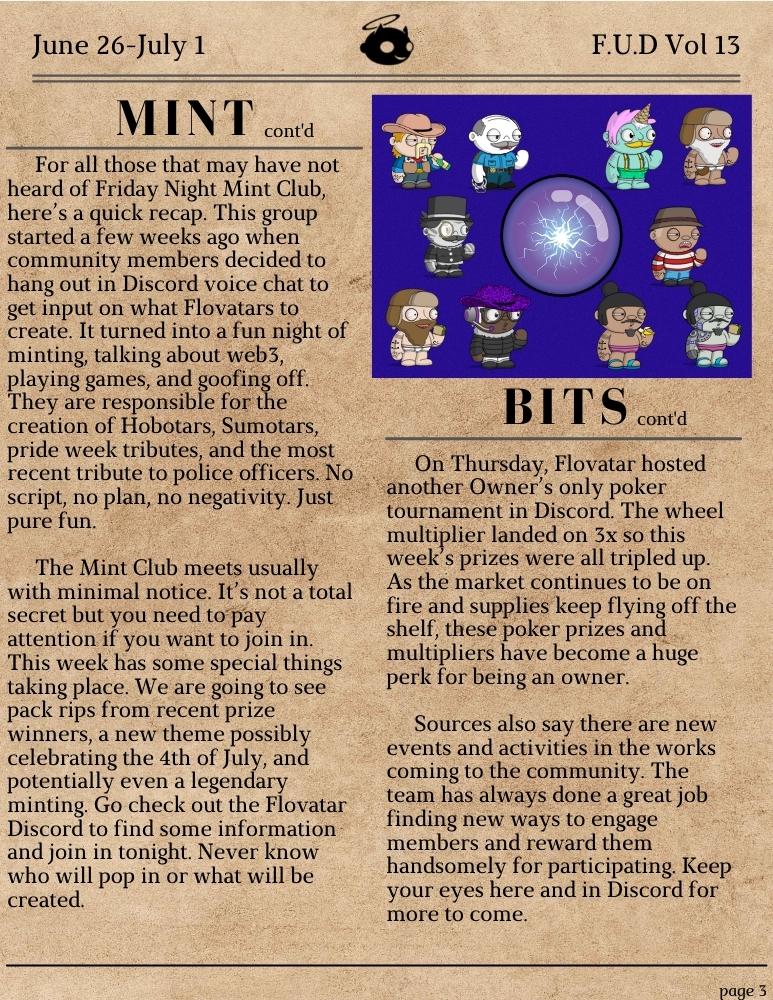 June 26-July 1
F.U.D Vol 13
MINT cont'd
For all those that may have not
heard of Friday Night Mint Club,
here's a quick recap. This group
started a few weeks ago when
community members decided to
hang out in Discord voice chat to
get input on what Flovatars to
create. It turned into a fun night of
minting, talking about web3,
playing games, and goofing off.
They are responsible for the
creation of Hobotars, Sumotars,
pride week tributes, and the most
recent tribute to police officers. No
script, no plan, no negativity. Just
pure fun.
The Mint Club meets usually
with minimal notice. It's not a total
secret but you need to pay
attention if you want to join in.
This week has some special things
taking place. We are going to see
pack rips from recent prize
winners, a new theme possibly
celebrating the 4th of July, and
potentially even a legendary
minting. Go check out the Flovatar
Discord to find some information
and join in tonight. Never know
who will pop in or what will be
created.
BITS cont'd
On Thursday, Flovatar hosted
another Owner's only poker
tournament in Discord. The wheel
multiplier landed on 3x so this
week's prizes were all tripled up.
As the market continues to be on
fire and supplies keep flying off the
shelf, these poker prizes and
multipliers have become a huge
perk for being an owner.
Sources also say there are new
events and activities in the works
coming to the community. The
team has always done a great job
finding new ways to engage
members and reward them
handsomely for participating. Keep
your eyes here and in Discord for
more to come.
page 3